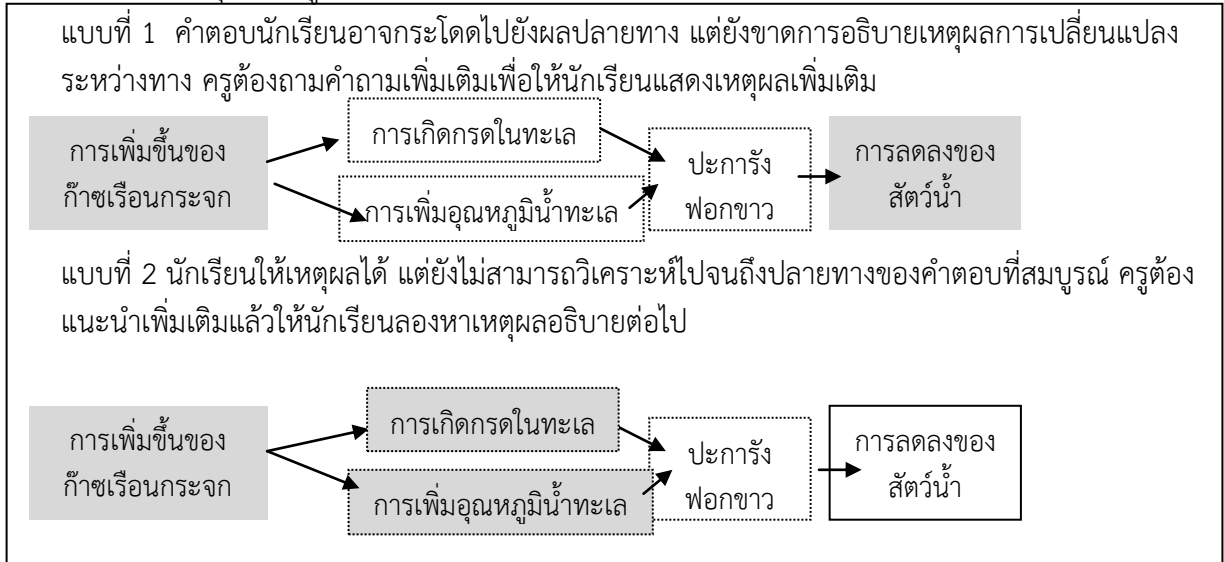 แบบที่ 1 คำตอบนักเรียนอาจกระโดดไปยังผลปลายทาง แต่ยังขาดการอธิบายเหตุผลการเปลี่ยนแปลง
ระหว่างทาง ครูต้องถามคำถามเพิ่มเติมเพื่อให้นักเรียนแสดงเหตุผลเพิ่มเติม
การเพิ่มขึ้นของ
ก๊าซเรือนกระจก
การเกิดกรดในทะเล
การเพิ่มอุณหภูมิน้ำทะเล
ปะการัง
ฟอกขาว
การลดลงของ
สัตว์น้ำ
แบบที่ 2 นักเรียนให้เหตุผลได้ แต่ยังไม่สามารถวิเคราะห์ไปจนถึงปลายทางของคำตอบที่สมบูรณ์ ครูต้อง
แนะนำเพิ่มเติมแล้วให้นักเรียนลองหาเหตุผลอธิบายต่อไป
การเพิ่มขึ้นของ
ก๊าซเรือนกระจก
การเกิดกรดในทะเล
การเพิ่มอุณหภูมิน้ำทะเล
ปะการัง
ฟอกขาว
การลดลงของ
สัตว์น้ำ